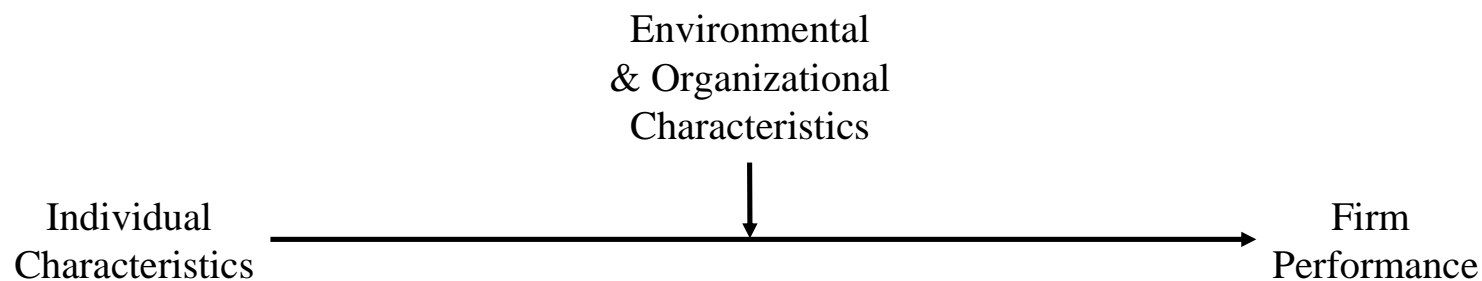 Environmental
& Organizational
Characteristics
Individual
Characteristics
Firm
Performance